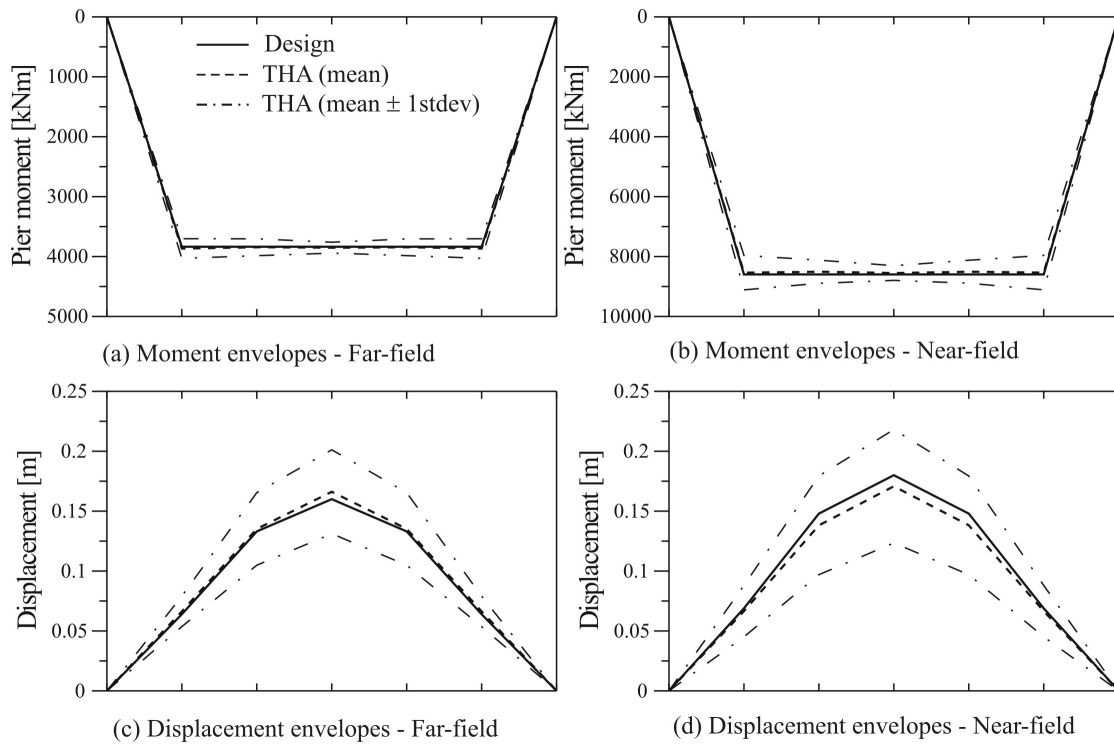 0
1000
2000
3000
4000
5000
Pier moment [kNm]
Design
THA (mean)
THA (mean ± 1stdev)
(a) Moment envelopes - Far-field
0
2000
4000
6000
8000
10000
Pier moment [kNm]
(b) Moment envelopes - Near-field
0.25
0.2
0.15
0.1
0.05
0
Displacement [m]
(c) Displacement envelopes - Far-field
0.25
0.2
0.15
0.1
0.05
0
Displacement [m]
(d) Displacement envelopes - Near-field